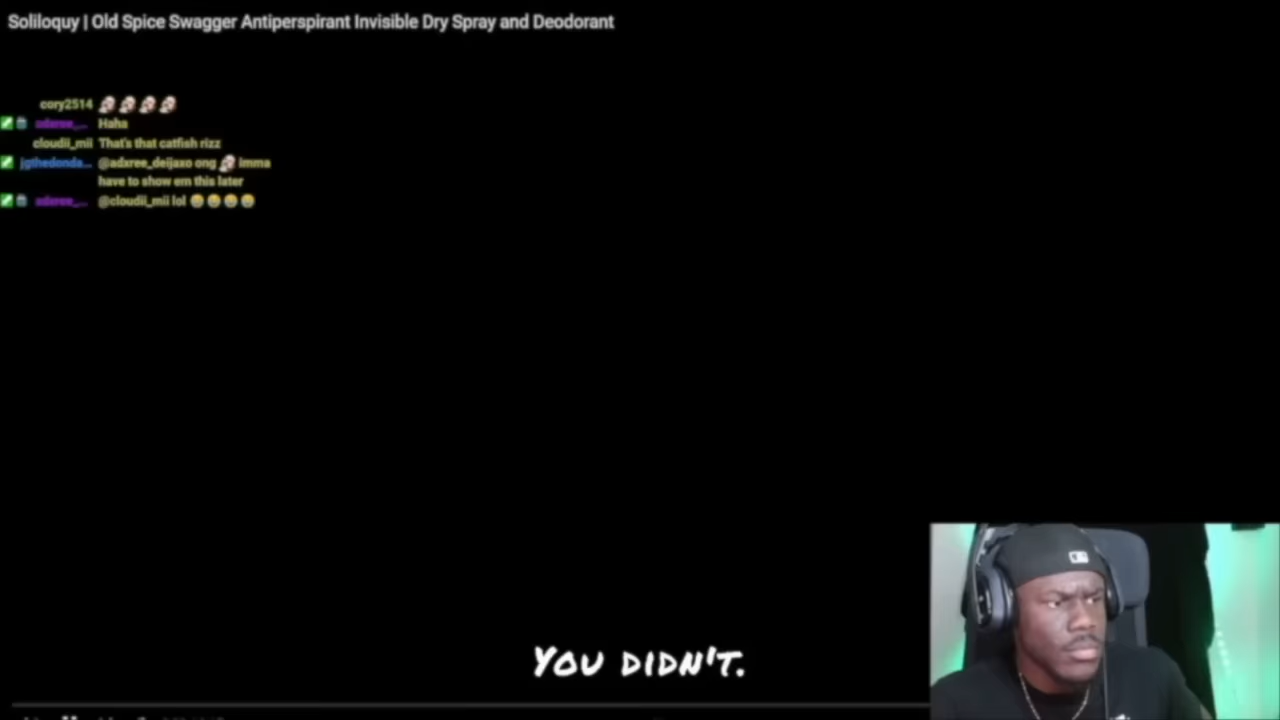 Soliloquy | Old Spice Swagger Antiperspirant Invisible Dry Spray and Deodorant
cory2514
Haha
cloudii_mii That's that catfish rizz
jgthedonda... @adxree_deijaxo ong imma
have to show em this later
@cloudii_mii lol
You didn't.